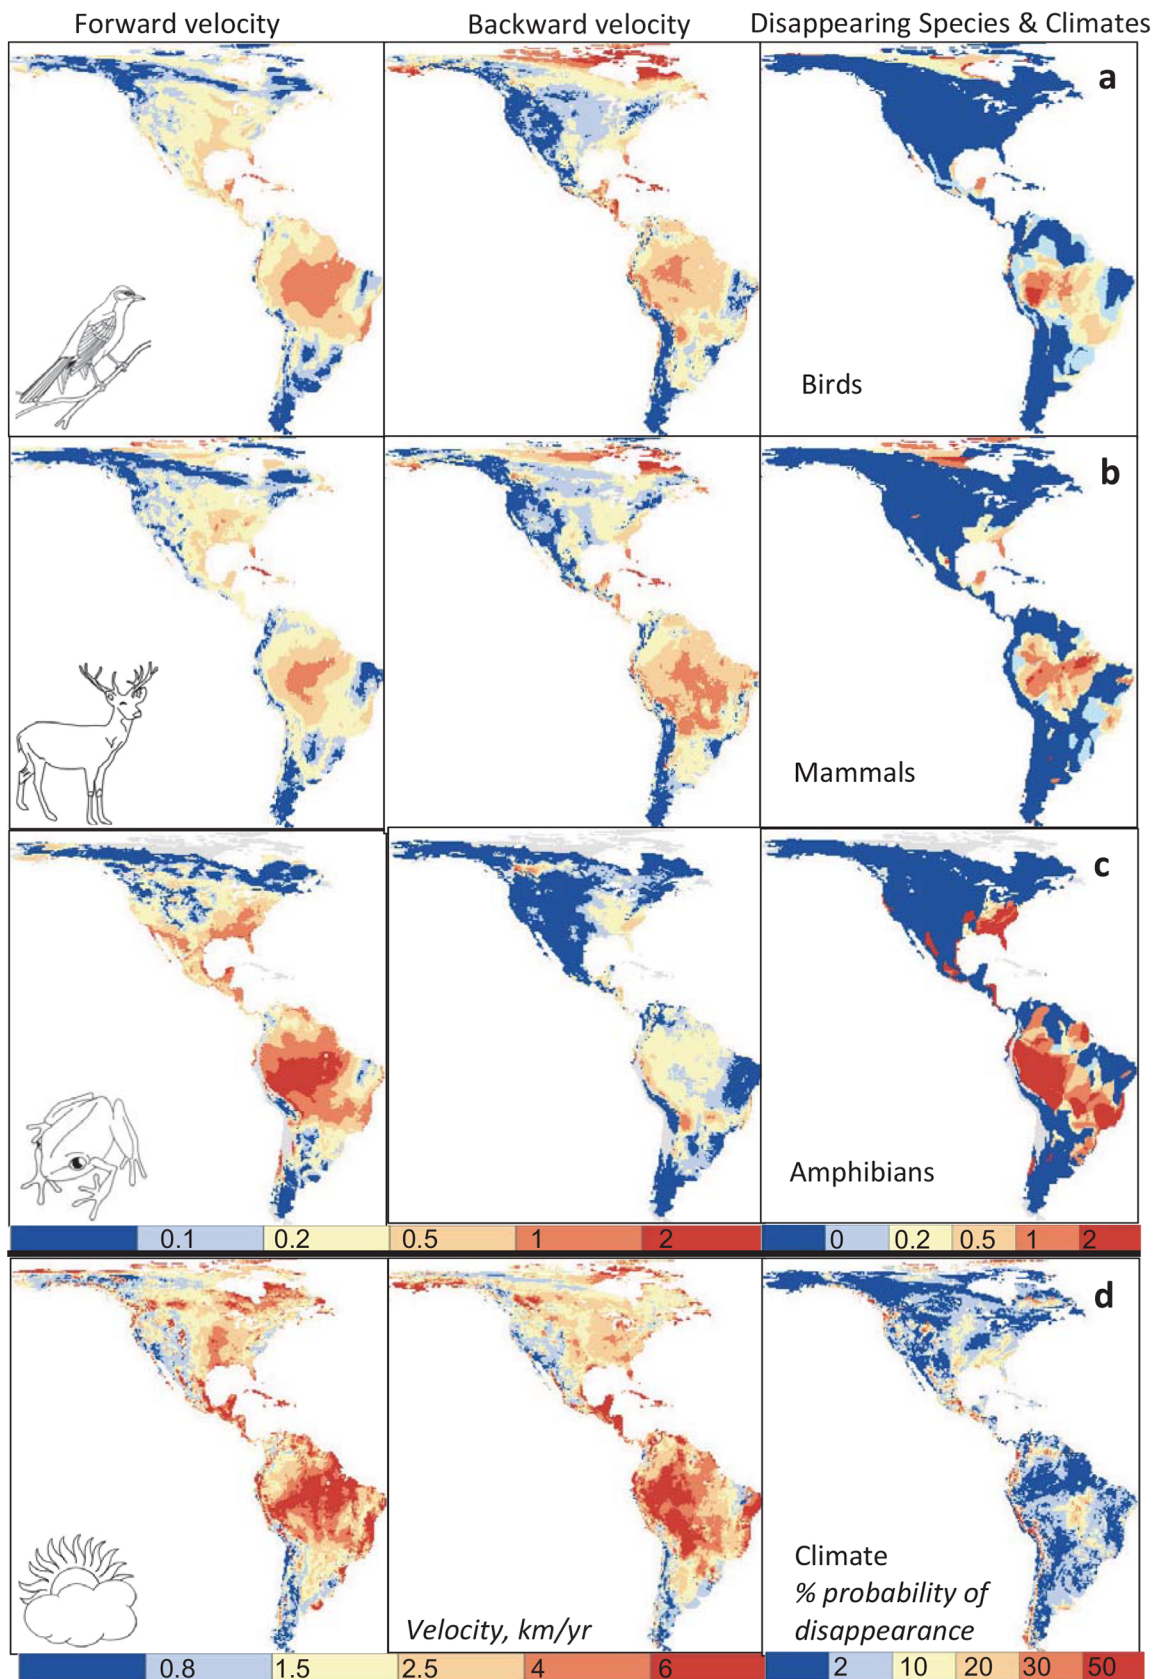 Forward velocity
Backward velocity
Disappearing Species & Climates
a
Birds
b
Mammals
c
Amphibians
0.1 0.2 0.5 1 2
0 0.2 0.5 1 2
d
Climate
% probability of
disappearance
Velocity, km/yr
0.8 1.5 2.5 4 6
2 10 20 30 50